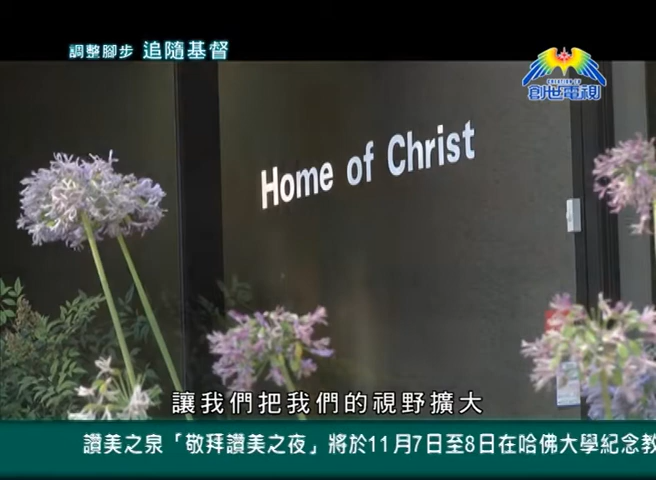 調整腳步 追隨基督
CREATION TV
創世電視
Home of Christ
讓我們把我們的視野擴大
讚美之泉「敬拜讚美之夜」將於11月7日至8日在哈佛大學紀念教